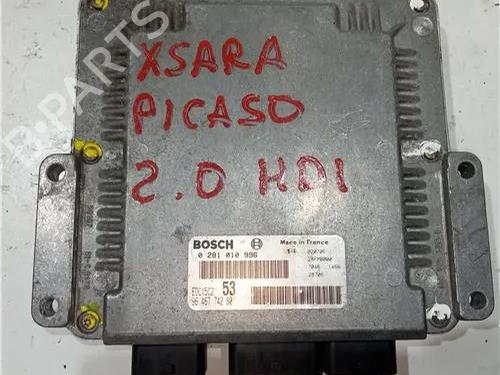 B-PARTS
XSARA
PICASO
2.0 HDI
BOSCH
Made in France
0 281 010 996
EDC15C2 53
96 467 742 80